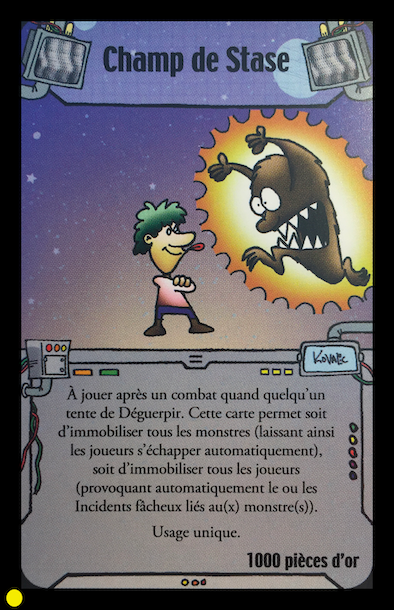 Champ de Stase
KOVALIC
À jouer après un combat quand quelqu'un
tente de Déguerpir. Cette carte permet soit
d'immobiliser tous les monstres (laissant ainsi
les joueurs s'échapper automatiquement),
soit d'immobiliser tous les joueurs
(provoquant automatiquement le ou les
Incidents fâcheux liés au(x) monstre(s)).
Usage unique.
1000 pièces d'or